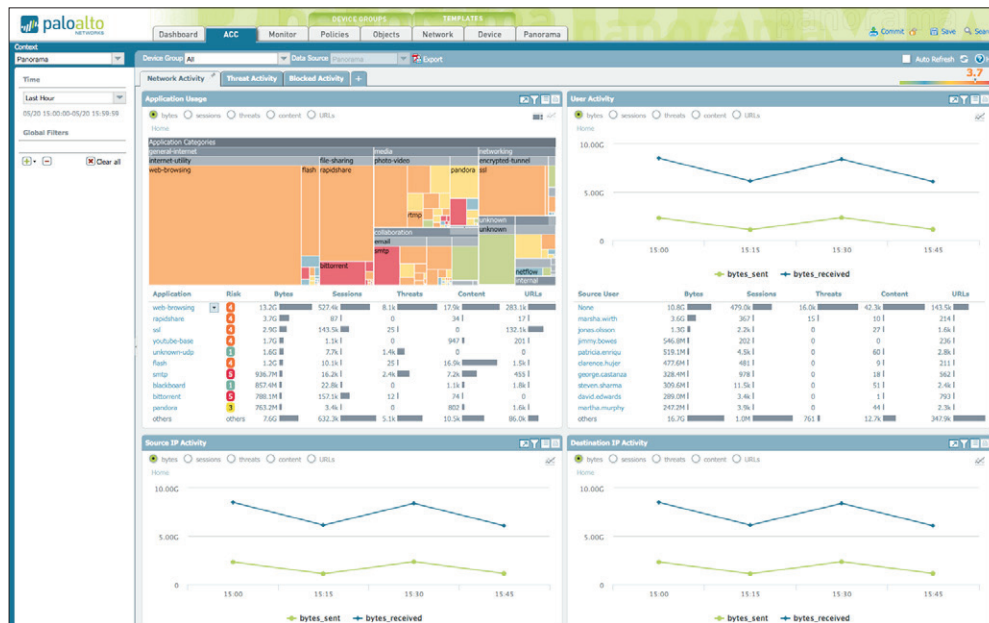 paloalto
NETWORKS
DEVICE GROUPS TEMPLATES
Dashboard ACC Monitor Policies Objects Network Device Panorama
Commit Save Sear
Context
Panorama
Device Group All Data Source Panorama Export
Auto Refresh
3.7
Time
Last Hour
05/20 15:00:00-05/20 15:59:59
Global Filters
Clear all
Network Activity Threat Activity Blocked Activity +
Application Usage
bytes sessions threats content URLs
Home
Application Categories
general-internet media networking
internet-utility file-sharing photo-video encrypted-tunnel
web-browsing flash rapidshare pandora ssl
rtmp
unknown
collaboration unknown
email
smtp
bittorrent
netflow
internal
Application Risk Bytes Sessions Threats Content URLs
web-browsing 4 13.2G 527.4k 8.1k 17.9k 283.1k
rapidshare 4 3.7G 87 0 34 17
ssl 4 2.9G 143.5k 25 0 132.1k
youtube-base 4 1.7G 1.1k 0 947 201
unknown-udp 1 1.6G 7.7k 1.4k 0 0
flash 4 1.2G 10.1k 25 16.9k 1.5k
smtp 5 936.7M 16.2k 2.4k 7.2k 455
blackboard 1 857.4M 22.8k 0 1.1k 1.8k
bittorrent 5 788.1M 157.1k 12 74 0
pandora 3 763.2M 3.4k 0 802 1.6k
others others 7.6G 632.3k 5.1k 10.5k 86.0k
User Activity
bytes sessions threats content URLs
Home
10.00G
5.00G
0
15:00 15:15 15:30 15:45
bytes_sent bytes_received
Source User Bytes Sessions Threats Content URLs
None 10.8G 479.0k 16.0k 42.3k 143.5k
marsha.wirth 3.6G 367 15 10 214
jonas.olsson 1.3G 2.2k 0 27 1.6k
jimmy.bowes 546.8M 202 0 0 236
patricia.enriqu 519.1M 4.5k 0 60 2.8k
clarence.hujer 477.6M 481 0 9 211
george.castanza 328.4M 978 0 18 562
steven.sharma 309.6M 11.5k 0 51 2.4k
david.edwards 289.0M 3.4k 0 1 793
martha.murphy 247.2M 3.9k 0 44 2.3k
others 16.7G 1.0M 761 12.7k 347.9k
Source IP Activity
bytes sessions threats content URLs
Home
10.00G
5.00G
0
15:00 15:15 15:30 15:45
bytes_sent bytes_received
Destination IP Activity
bytes sessions threats content URLs
Home
10.00G
5.00G
0
15:00 15:15 15:30 15:45
bytes_sent bytes_received